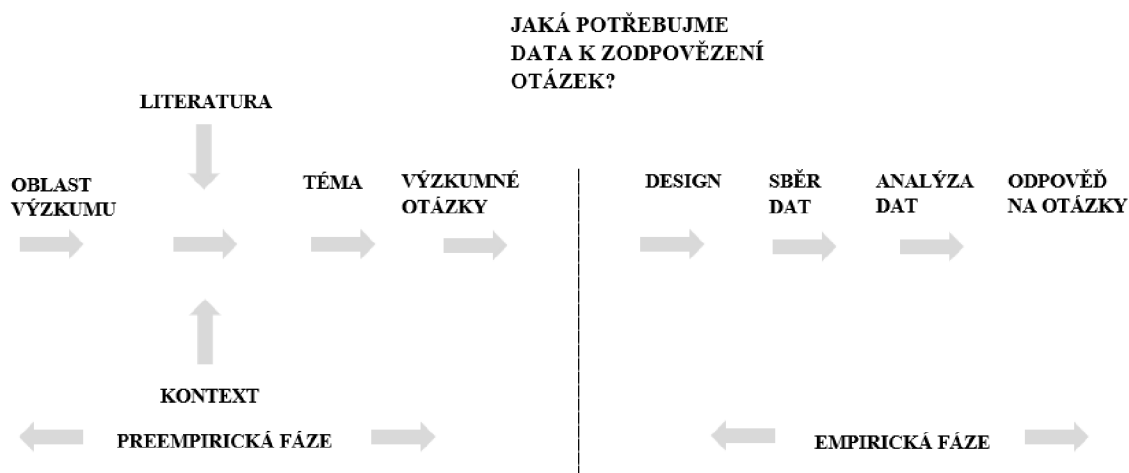 JAKÁ POTŘEBUJME
DATA K ZODPOVĚZENÍ
OTÁZEK?
LITERATURA
OBLAST
VÝZKUMU
TÉMA
VÝZKUMNÉ
OTÁZKY
DESIGN
SBĚR
DAT
ANALÝZA
DAT
ODPOVĚĎ
NA OTÁZKY
KONTEXT
PREEMPIRICKÁ FÁZE
EMPIRICKÁ FÁZE